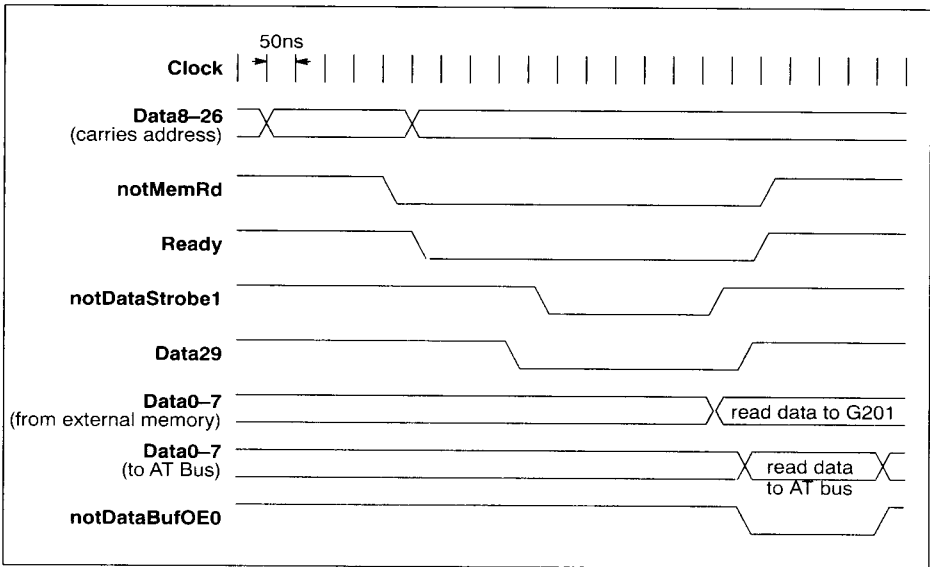 50ns
Clock
Data8–26
(carries address)
notMemRd
Ready
notDataStrobe1
Data29
Data0–7
(from external memory)
read data to G201
Data0–7
(to AT Bus)
read data
to AT bus
notDataBufOE0